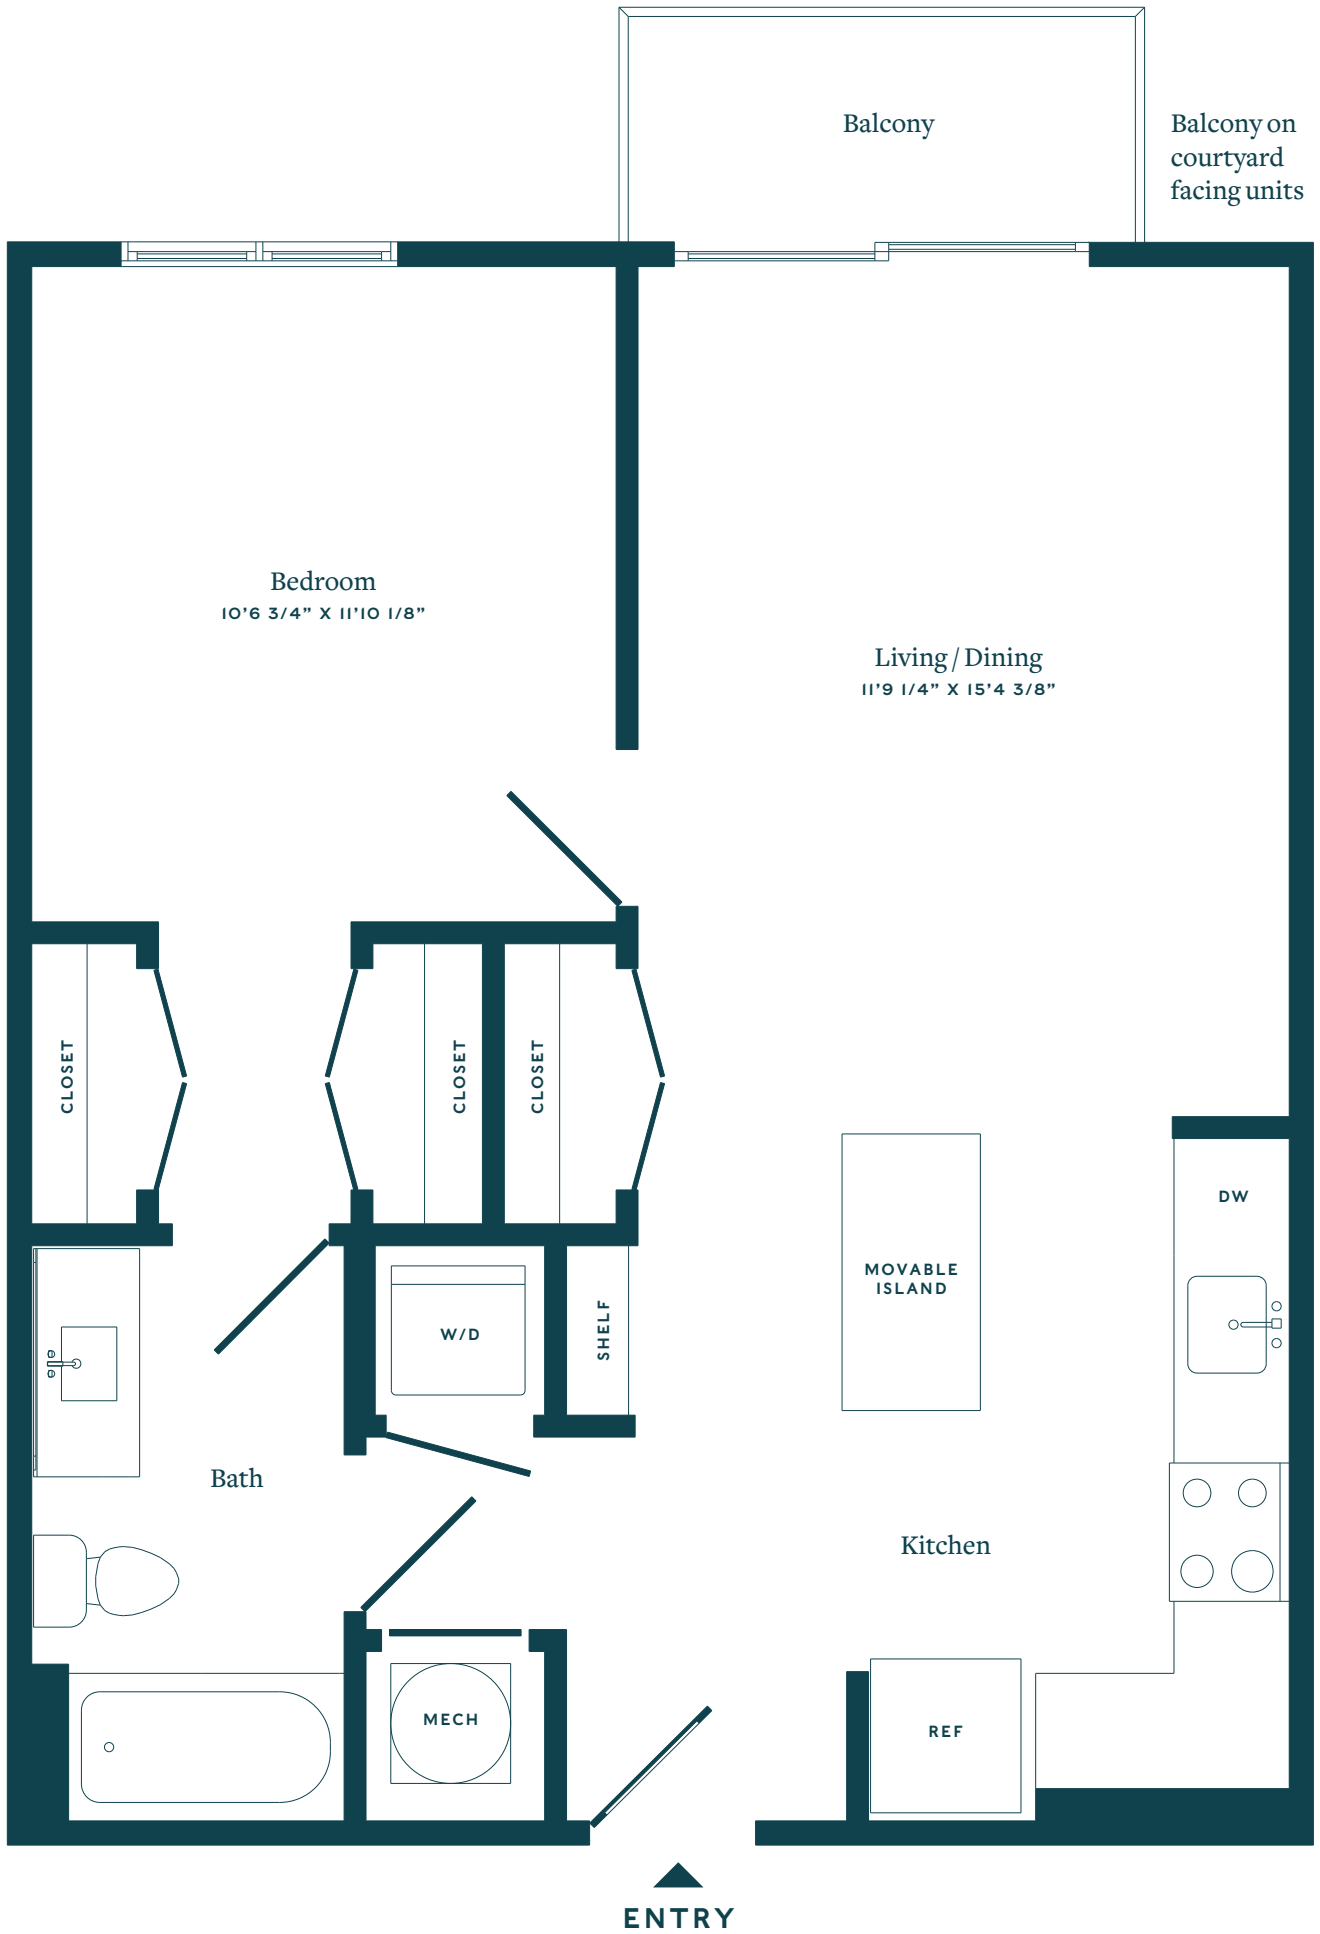 Balcony
Balcony on
courtyard
facing units
Bedroom
10’6 3/4” X 11’10 1/8”
Living / Dining
11’9 1/4” X 15’4 3/8”
CLOSET
CLOSET
CLOSET
DW
MOVABLE
ISLAND
W/D
SHELF
Bath
Kitchen
MECH
REF
ENTRY